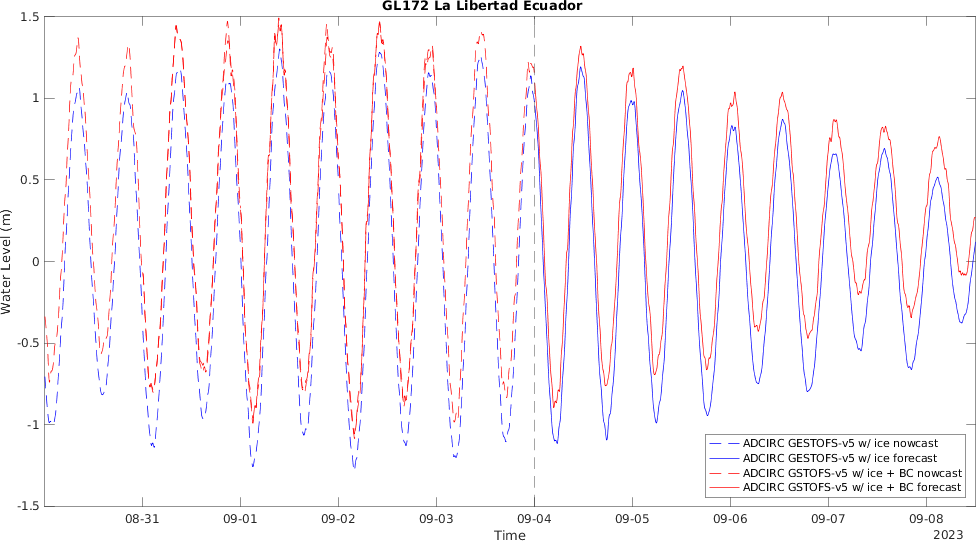 GL172 La Libertad Ecuador
1.5
1
0.5
0
-0.5
-1
-1.5
Water Level (m)
08-31 09-01 09-02 09-03 09-04 09-05 09-06 09-07 09-08
Time
2023
ADCIRC GESTOFS-v5 w/ ice nowcast
ADCIRC GESTOFS-v5 w/ ice forecast
ADCIRC GSTOFS-v5 w/ ice + BC nowcast
ADCIRC GSTOFS-v5 w/ ice + BC forecast